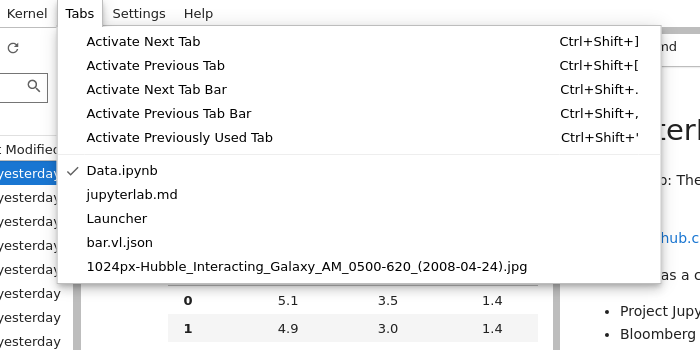 Kernel Tabs Settings Help
Activate Next Tab Ctrl+Shift+]
Activate Previous Tab Ctrl+Shift+[
Activate Next Tab Bar Ctrl+Shift+.
Activate Previous Tab Bar Ctrl+Shift+,
Activate Previously Used Tab Ctrl+Shift+'
Data.ipynb
jupyterlab.md
Launcher
bar.vl.json
1024px-Hubble_Interacting_Galaxy_AM_0500-620_(2008-04-24).jpg
yesterday
yesterday
yesterday
yesterday
yesterday
yesterday
yesterday
yesterday
0 5.1 3.5 1.4
1 4.9 3.0 1.4
b: The
hub.c
as a c
• Project Jupy
• Bloomberg